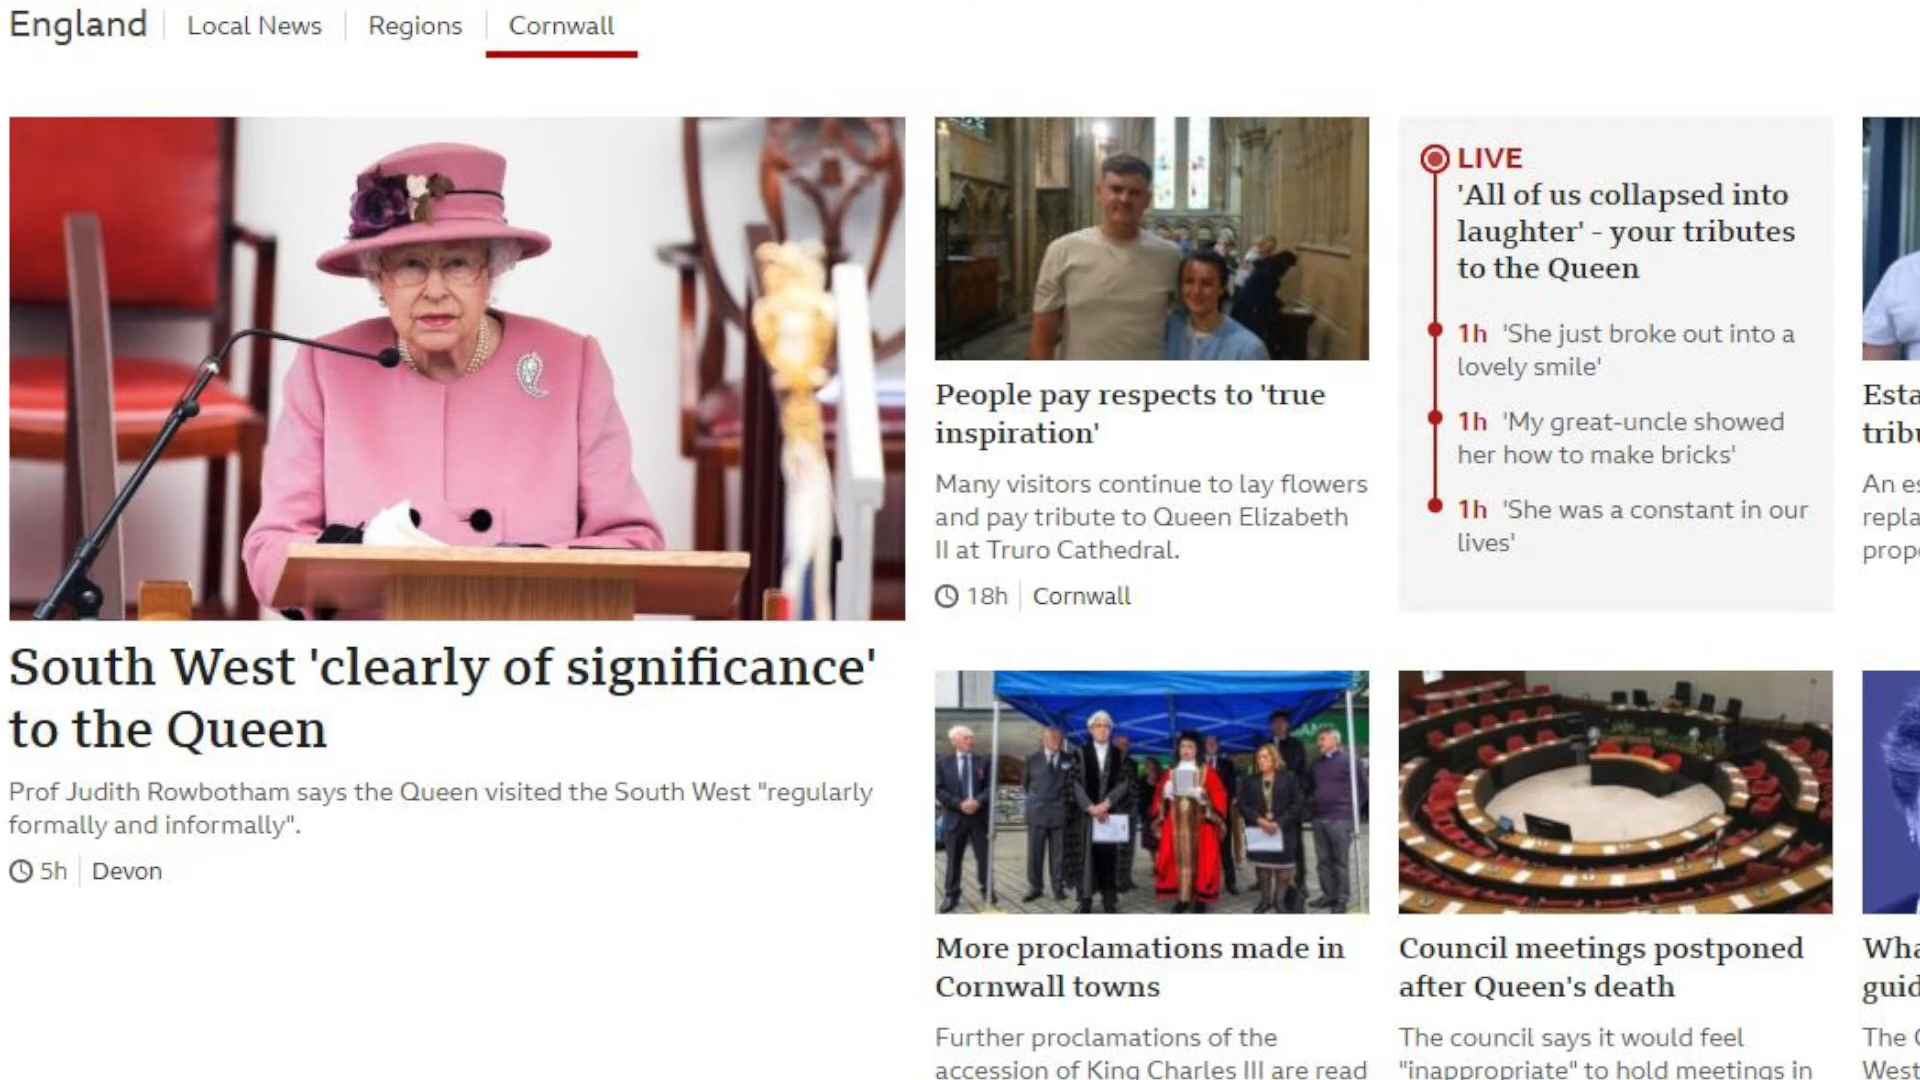 England
Local News
Regions
Cornwall
South West 'clearly of significance'
to the Queen
Prof Judith Rowbotham says the Queen visited the South West "regularly
formally and informally".
5h
Devon
People pay respects to 'true
inspiration'
Many visitors continue to lay flowers
and pay tribute to Queen Elizabeth
II at Truro Cathedral.
18h
Cornwall
LIVE
'All of us collapsed into
laughter' - your tributes
to the Queen
1h 'She just broke out into a
lovely smile'
1h 'My great-uncle showed
her how to make bricks'
1h 'She was a constant in our
lives'
More proclamations made in
Cornwall towns
Further proclamations of the
accession of King Charles III are read
Council meetings postponed
after Queen's death
The council says it would feel
"inappropriate" to hold meetings in
An
The
West